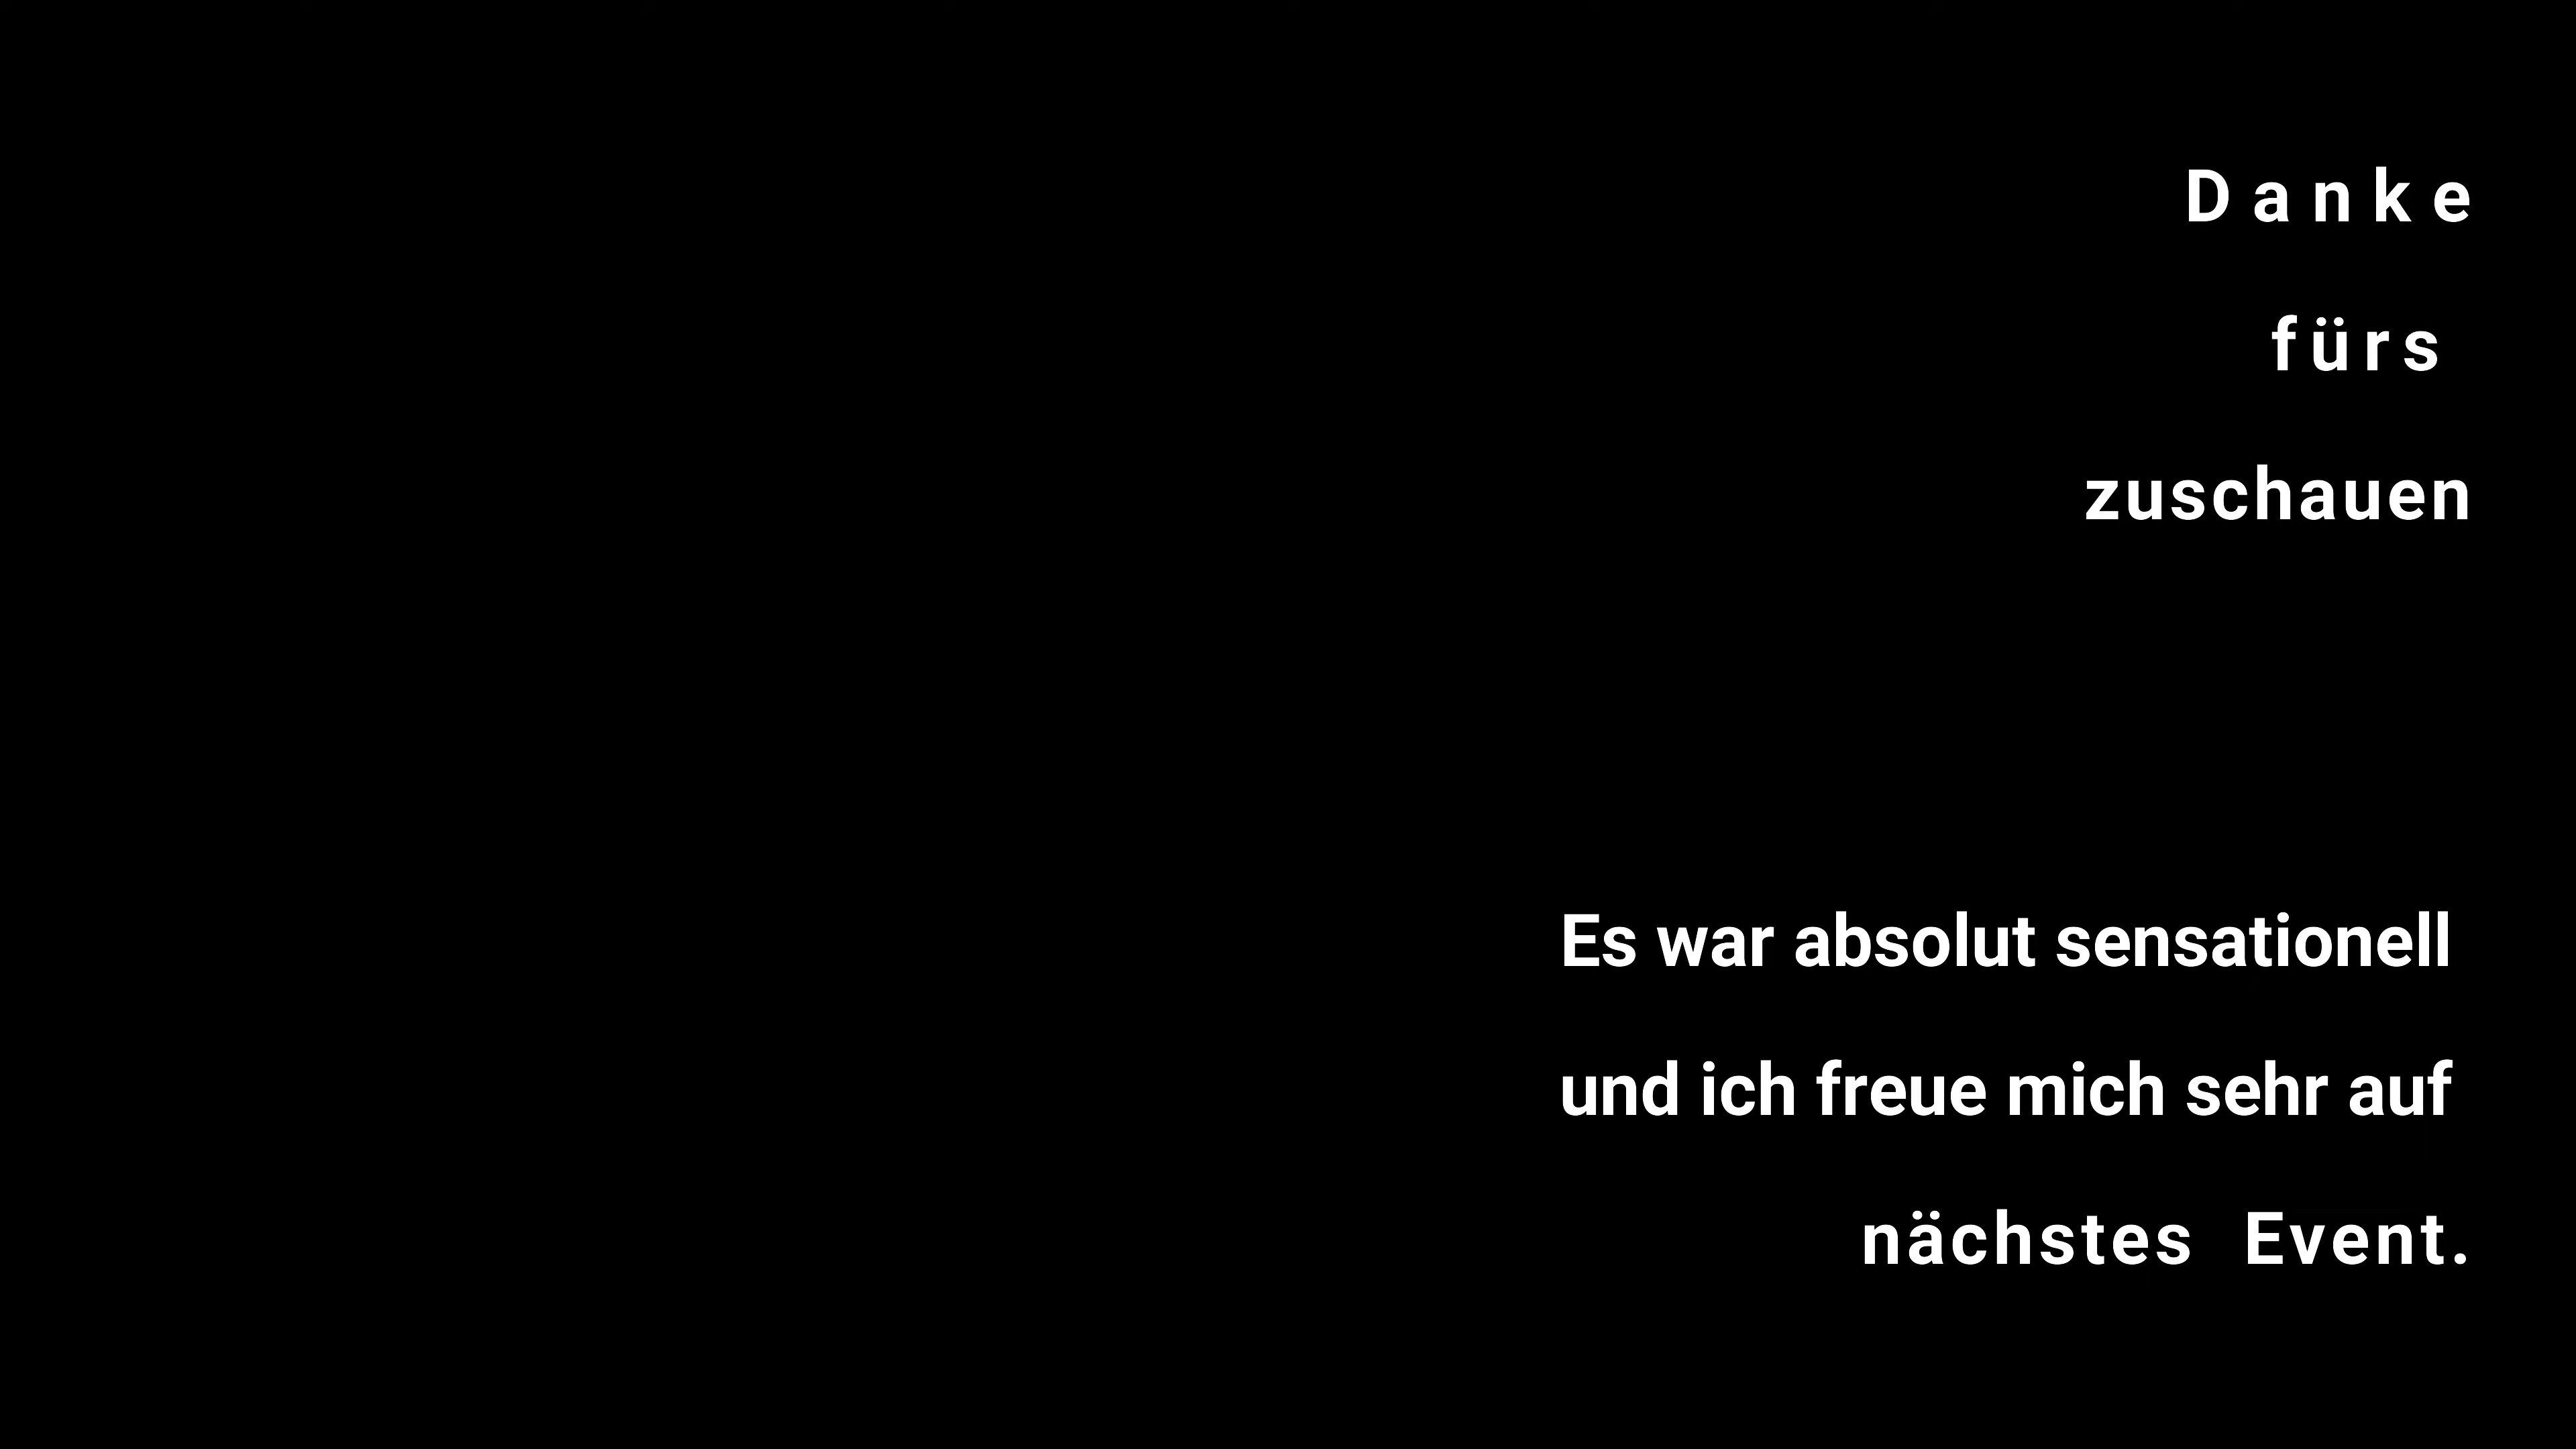 Danke
fürs
zuschauen
Es war absolut sensationell
und ich freue mich sehr auf
nächstes Event.